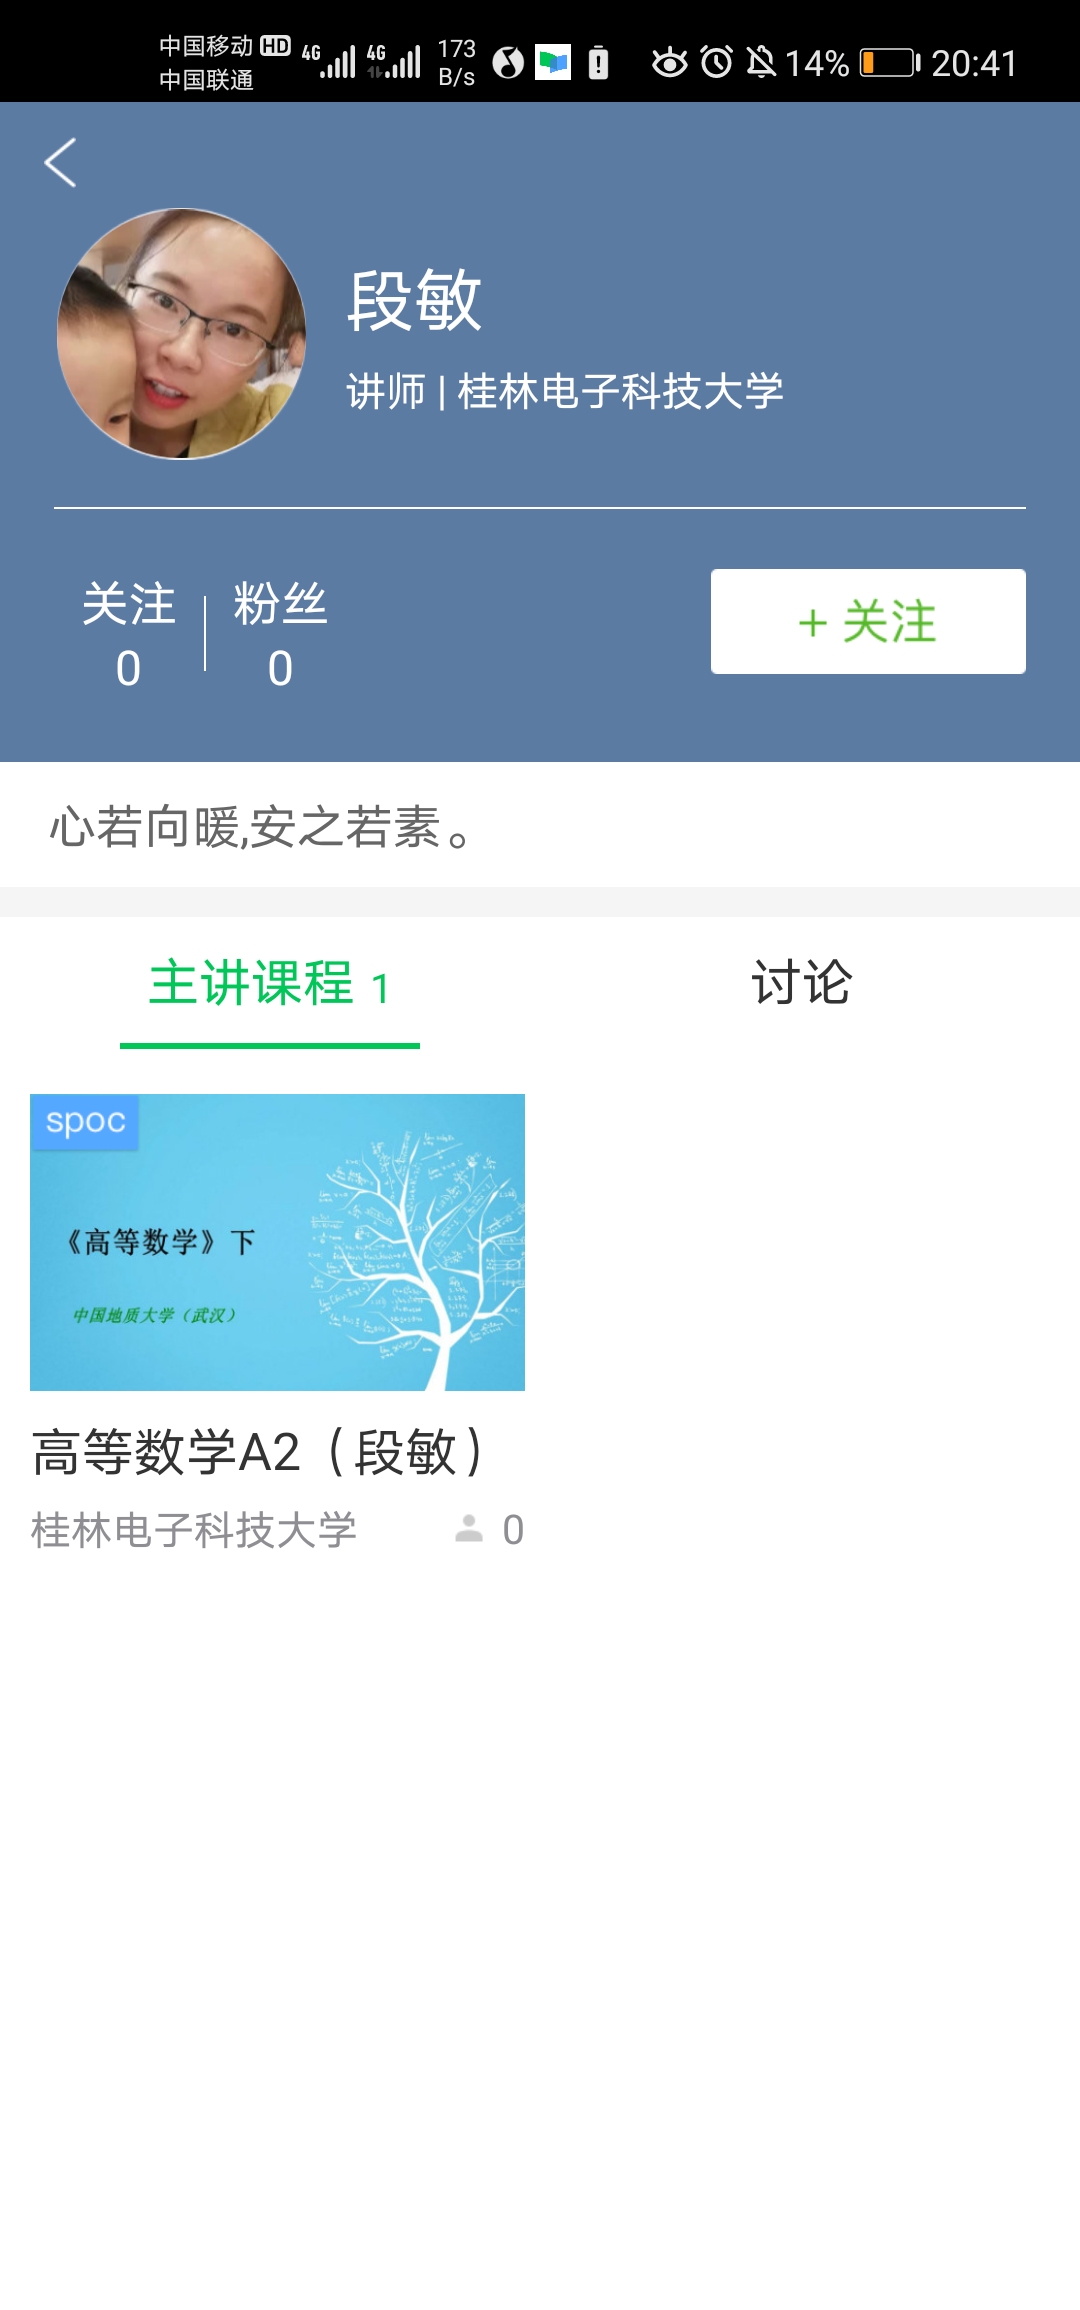 中国移动 HD 4G 4G 173 B/s 14% 20:41
中国联通
段敏
讲师 | 桂林电子科技大学
关注 粉丝
0 0
+ 关注
心若向暖,安之若素。
主讲课程 1 讨论
spoc
《高等数学》下
中国地质大学（武汉）
高等数学A2（段敏）
桂林电子科技大学 0